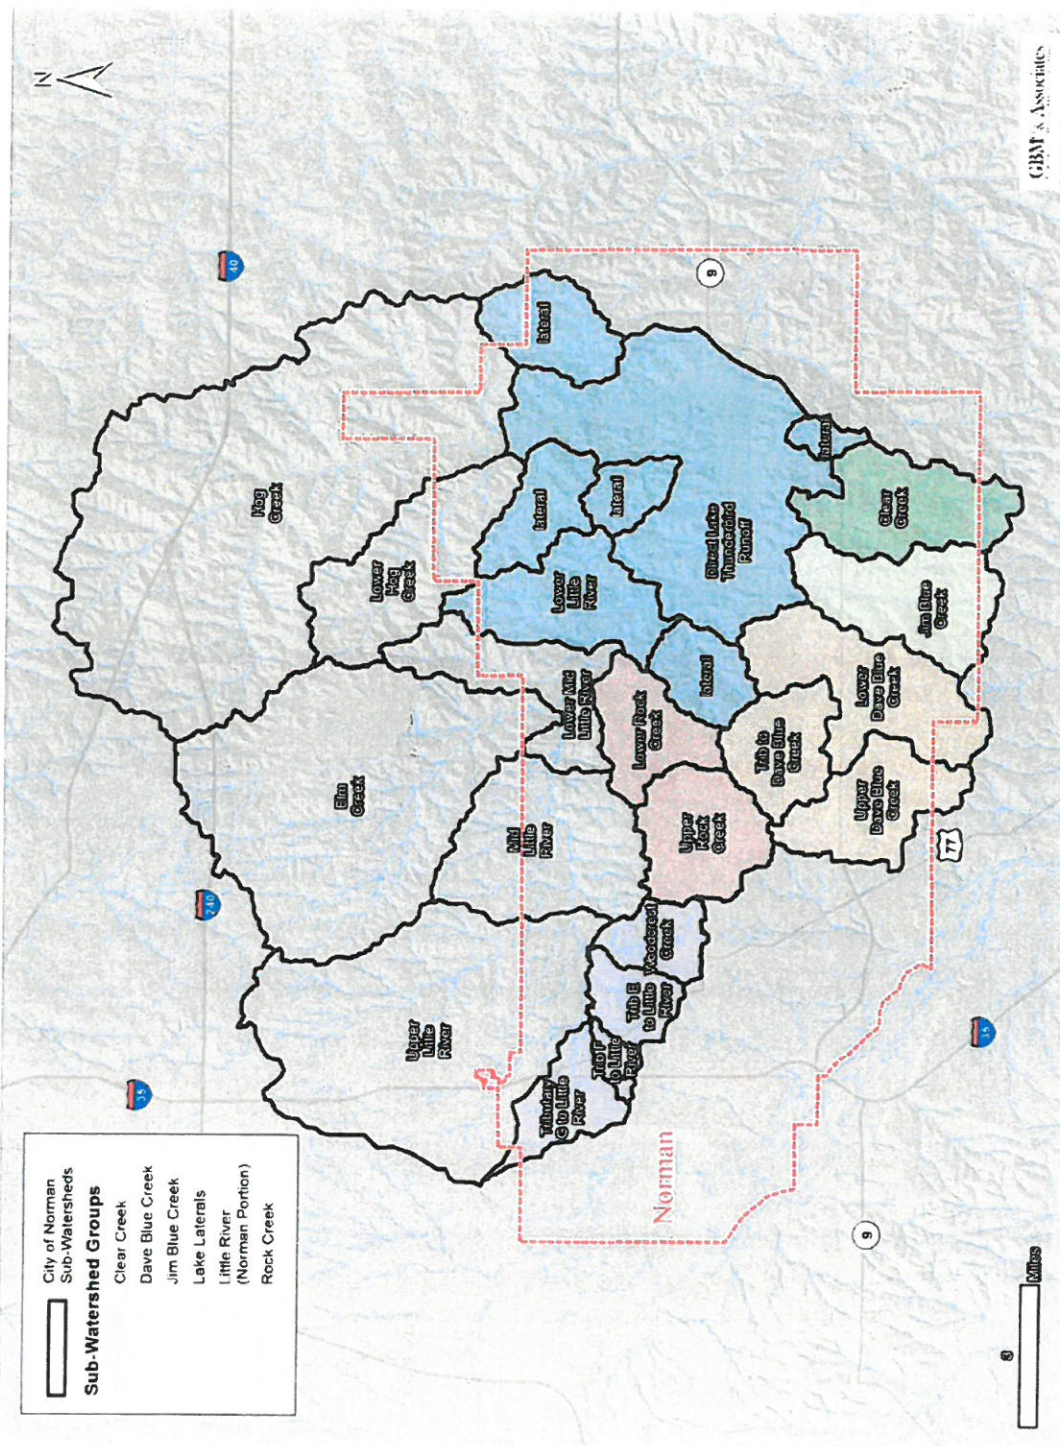 City of Norman
Sub-Watersheds
Sub-Watershed Groups
Clear Creek
Dave Blue Creek
Jim Blue Creek
Lake Laterals
Little River
(Norman Portion)
Rock Creek
N
35
240
40
Hog
Creek
Elm
Creek
Lower
Hog
Creek
Upper
Little
River
Mid
Little
River
Lower Mid
Little River
Lower
Little
River
lateral
lateral
lateral
Tributary
G to Little
River
Trib F
to Little
River
Trib E
to Little
River
Woodcrest
Creek
Upper
Rock
Creek
Lower Rock
Creek
lateral
Direct Lake
Thunderbird
Runoff
Trib to
Dave Blue
Creek
lateral
Upper
Dave Blue
Creek
Lower
Dave Blue
Creek
Jim Blue
Creek
Clear
Creek
Norman
9
9
77
35
3
Miles
GBMc & Associates